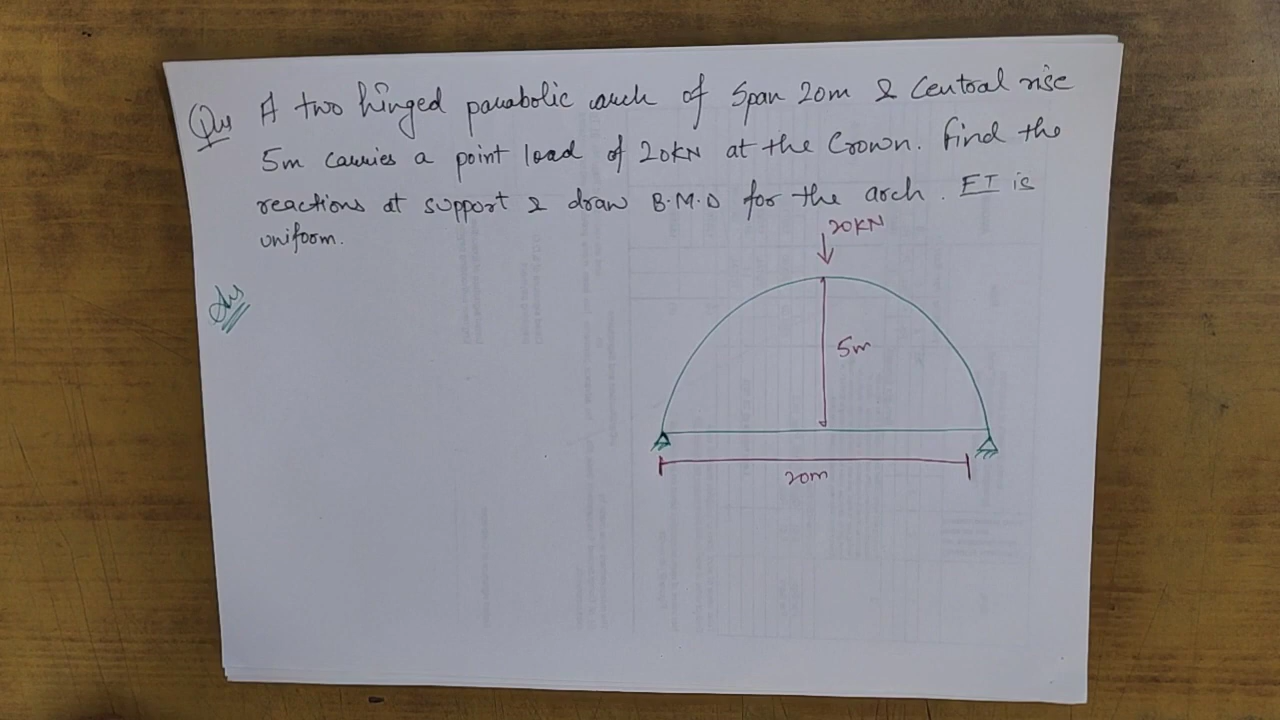 Qus A two hinged parabolic arch of Span 20m & Central rise
5m carries a point load of 20KN at the Crown. Find the
reactions at support & draw B.M.D for the arch. EI is
uniform.
20KN
Ans
5m
20m